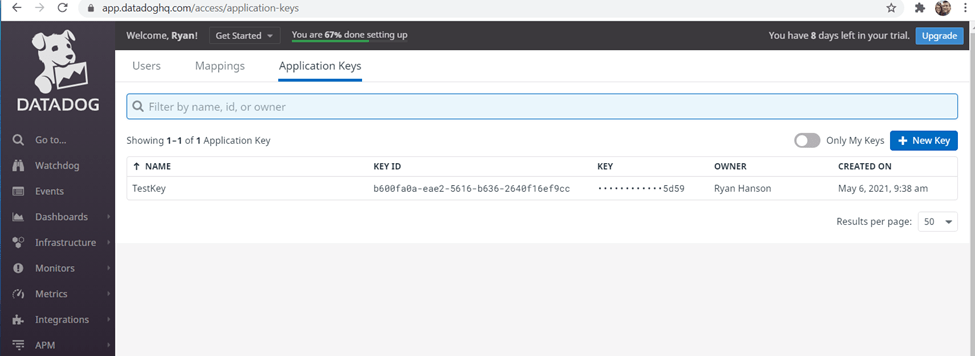 app.datadoghq.com/access/application-keys
Welcome, Ryan! Get Started You are 67% done setting up You have 8 days left in your trial. Upgrade
DATADOG
Go to...
Watchdog
Events
Dashboards
Infrastructure
Monitors
Metrics
Integrations
APM
Users Mappings Application Keys
Filter by name, id, or owner
Showing 1–1 of 1 Application Key Only My Keys + New Key
↑ NAME KEY ID KEY OWNER CREATED ON
TestKey b600fa0a-eae2-5616-b636-2640f16ef9cc ••••••••••••5d59 Ryan Hanson May 6, 2021, 9:38 am
Results per page: 50